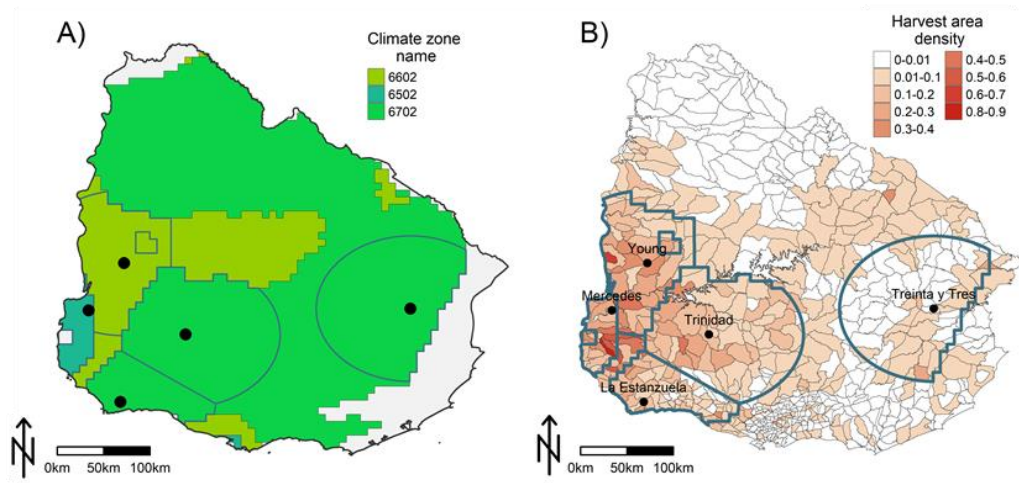 A)
Climate zone
name
6602
6502
6702
N
0km 50km 100km
B)
Harvest area
density
0-0.01
0.01-0.1
0.1-0.2
0.2-0.3
0.3-0.4
0.4-0.5
0.5-0.6
0.6-0.7
0.8-0.9
Young
Mercedes
Trinidad
Treinta y Tres
La Estanzuela
N
0km 50km 100km